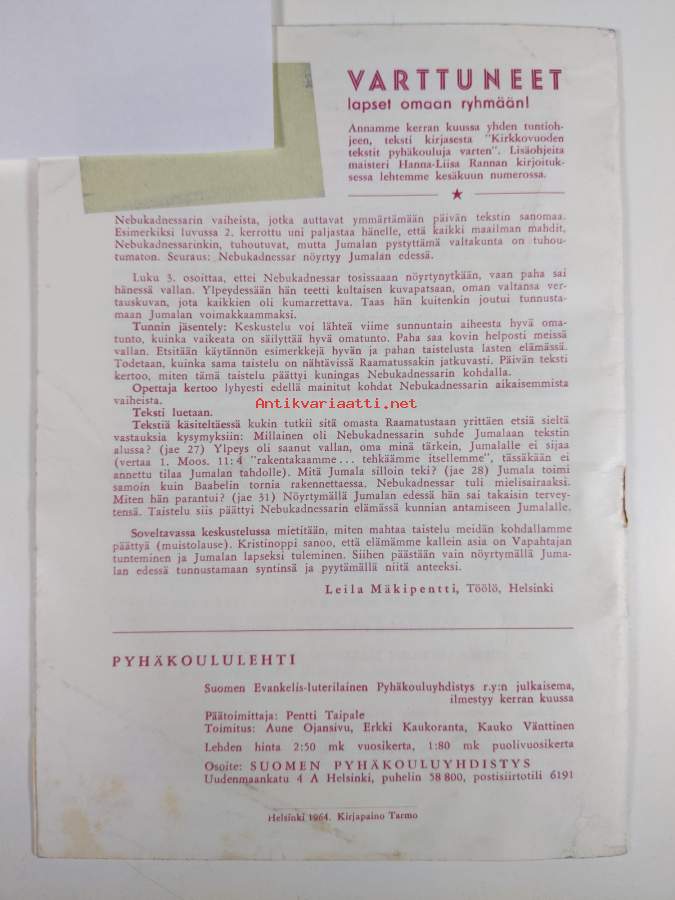 VARTTUNEET
lapset omaan ryhmään!
Annamme kerran kuussa yhden tuntioh-
jeen, teksti kirjasesta "Kirkkovuoden
tekstit pyhäkouluja varten". Lisäohjeita
maisteri Hanna-Liisa Rannan kirjoituk-
sessa lehtemme kesäkuun numerossa.
Nebukadnessarin vaiheista, jotka auttavat ymmärtämään päivän tekstin sanomaa.
Esimerkiksi luvussa 2. kerrottu uni paljastaa hänelle, että kaikki maailman mahdit,
Nebukadnessarinkin, tuhoutuvat, mutta Jumalan pystyttämä valtakunta on tuhou-
tumaton. Seuraus: Nebukadnessar nöyrtyy Jumalan edessä.
Luku 3. osoittaa, ettei Nebukadnessar tosissaaan nöyrtynytkään, vaan paha sai
hänessä vallan. Ylpeydessään hän teetti kultaisen kuvapatsaan, oman valtansa ver-
tauskuvan, jota kaikkien oli kumarrettava. Taas hän kuitenkin joutui tunnusta-
maan Jumalan voimakkaammaksi.
Tunnin jäsentely: Keskustelu voi lähteä viime sunnuntain aiheesta hyvä oma-
tunto, kuinka vaikeata on säilyttää hyvä omatunto. Paha saa kovin helposti meissä
vallan. Etsitään käytännön esimerkkejä hyvän ja pahan taistelusta lasten elämässä.
Todetaan, kuinka sama taistelu on nähtävissä Raamatussakin jatkuvasti. Päivän teksti
kertoo, miten tämä taistelu päättyi kuningas Nebukadnessarin kohdalla.
Opettaja kertoo lyhyesti edellä mainitut kohdat Nebukadnessarin aikaisemmista
vaiheista.
Antikvariaatti.net
Teksti luetaan.
Tekstiä käsiteltäessä kukin tutkii sitä omasta Raamatustaan yrittäen etsiä sieltä
vastauksia kysymyksiin: Millainen oli Nebukadnessarin suhde Jumalaan tekstin
alussa? (jae 27) Ylpeys oli saanut vallan, oma minä tärkein, Jumalalle ei sijaa
(vertaa 1. Moos. 11: 4 "rakentakaamme... tehkäämme itsellemme", tässäkään ei
annettu tilaa Jumalan tahdolle). Mitä Jumala silloin teki? (jae 28) Jumala toimi
samoin kuin Baabelin tornia rakennettaessa. Nebukadnessar tuli mielisairaaksi.
Miten hän parantui? (jae 31) Nöyrtymällä Jumalan edessä hän sai takaisin tervey-
tensä. Taistelu siis päättyi Nebukadnessarin elämässä kunnian antamiseen Jumalalle.
Soveltavassa keskustelussa mietitään, miten mahtaa taistelu meidän kohdallamme
päättyä (muistolause). Kristinoppi sanoo, että elämämme kallein asia on Vapahtajan
tunteminen ja Jumalan lapseksi tuleminen. Siihen päästään vain nöyrtymällä Juma-
lan edessä tunnustamaan syntinsä ja pyytämällä niitä anteeksi.
Leila Mäkipentti, Töölö, Helsinki
PYHÄKOULULEHTI
Suomen Evankelis-luterilainen Pyhäkouluyhdistys r.y:n julkaisema,
ilmestyy kerran kuussa
Päätoimittaja: Pentti Taipale
Toimitus: Aune Ojansivu, Erkki Kaukoranta, Kauko Vänttinen
Lehden hinta 2:50 mk vuosikerta, 1:80 mk puolivuosikerta
Osoite: SUOMEN PYHÄKOULUYHDISTYS
Uudenmaankatu 4 A Helsinki, puhelin 58 800, postisiirtotili 6191
Helsinki 1964. Kirjapaino Tarmo